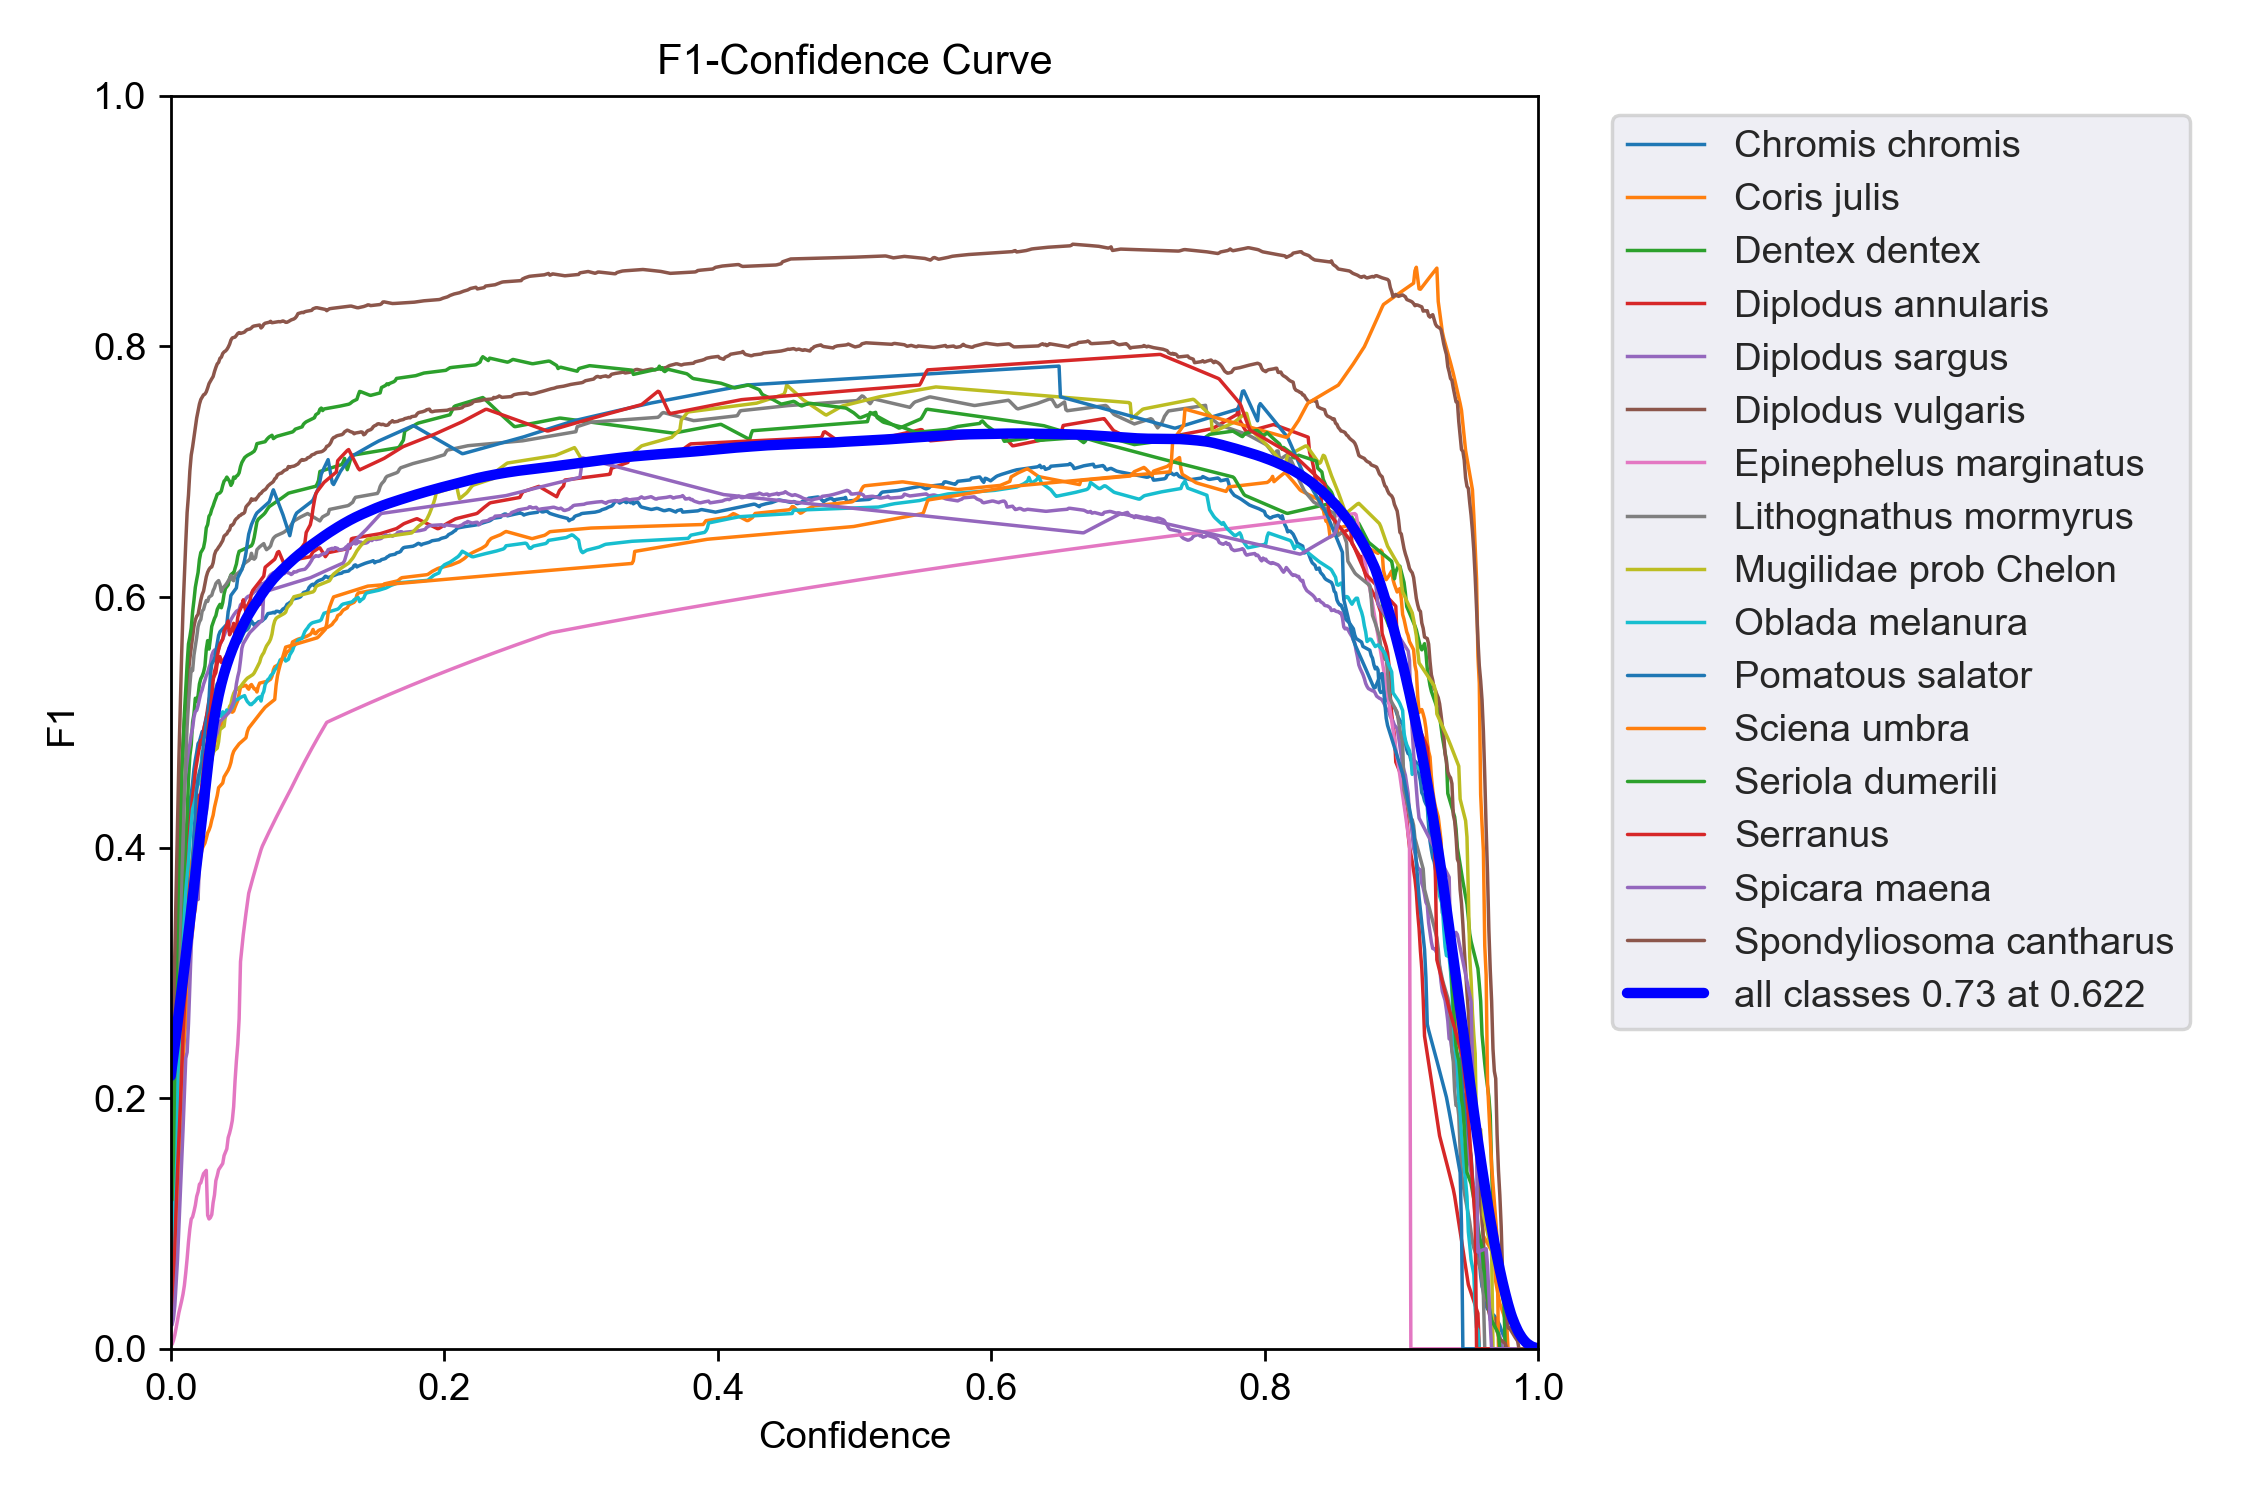 F1-Confidence Curve
1.0
0.8
0.6
0.4
0.2
0.0
F1
0.0 0.2 0.4 0.6 0.8 1.0
Confidence
Chromis chromis
Coris julis
Dentex dentex
Diplodus annularis
Diplodus sargus
Diplodus vulgaris
Epinephelus marginatus
Lithognathus mormyrus
Mugilidae prob Chelon
Oblada melanura
Pomatous salator
Sciena umbra
Seriola dumerili
Serranus
Spicara maena
Spondyliosoma cantharus
all classes 0.73 at 0.622